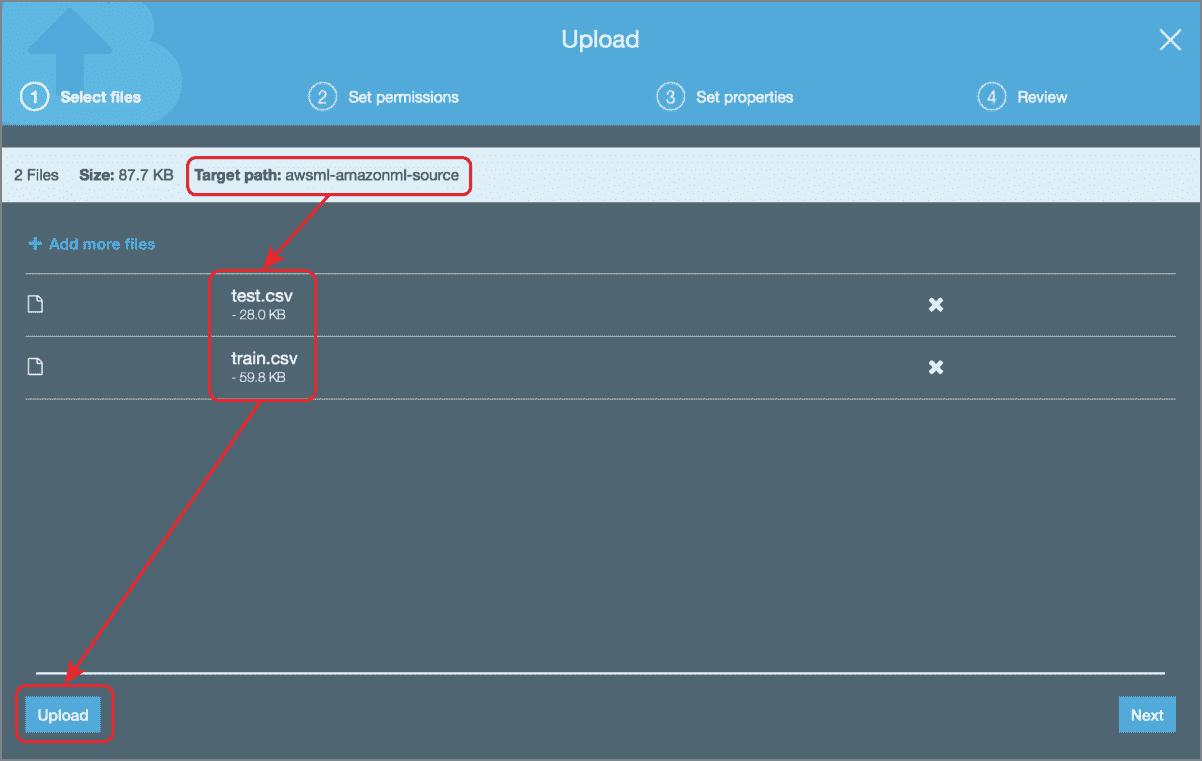 Upload
1 Select files
2 Set permissions
3 Set properties
4 Review
2 Files Size: 87.7 KB Target path: awsml-amazonml-source
+ Add more files
test.csv
- 28.0 KB
train.csv
- 59.8 KB
Upload
Next